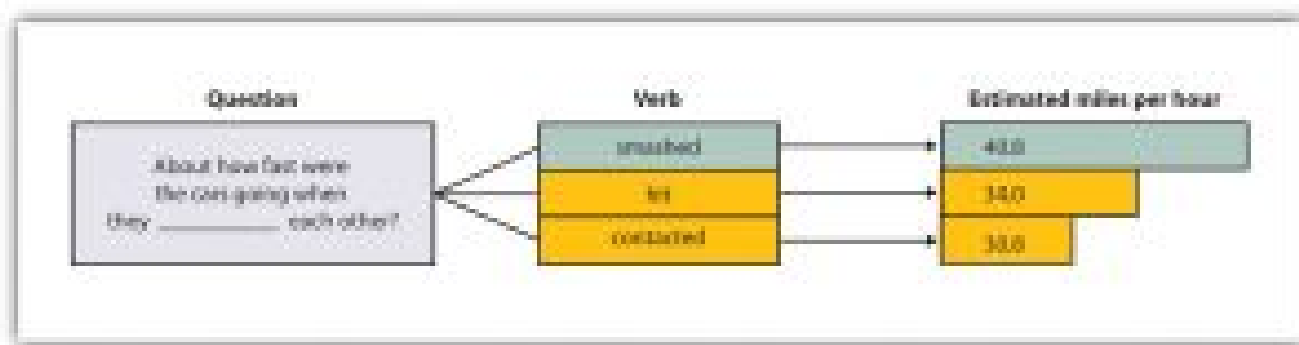 Question
About how fast were
the cars going when
they __________ each other?
Verb
smashed
hit
contacted
Estimated miles per hour
40.8
34.0
30.8